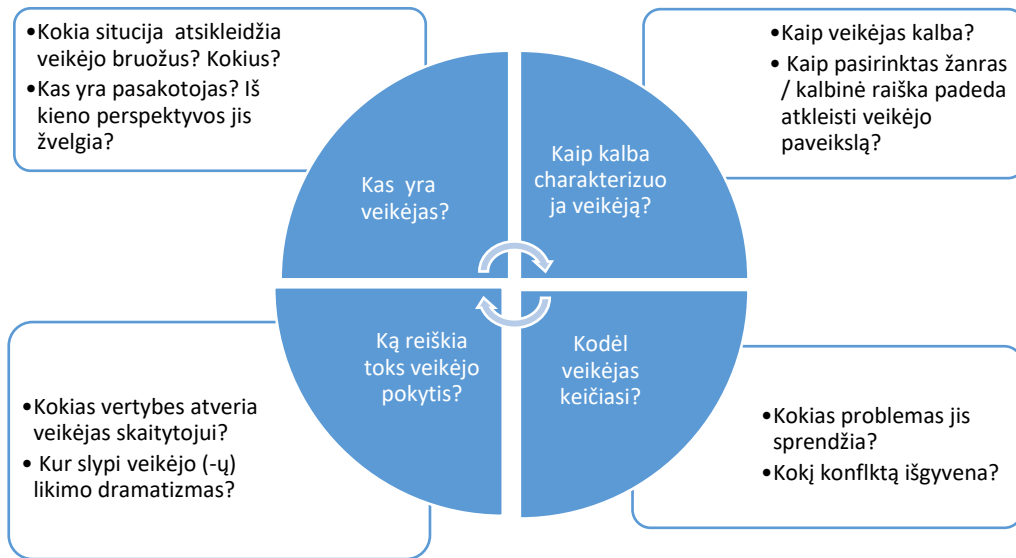 •Kokia situcija atsikleidžia
veikėjo bruožus? Kokius?
•Kas yra pasakotojas? Iš
kieno perspektyvos jis
žvelgia?
•Kaip veikėjas kalba?
• Kaip pasirinktas žanras
/ kalbinė raiška padeda
atkleisti veikėjo
paveikslą?
Kas yra
veikėjas?
Kaip kalba
charakterizuo
ja veikėją?
Ką reiškia
toks veikėjo
pokytis?
Kodėl
veikėjas
keičiasi?
•Kokias vertybes atveria
veikėjas skaitytojui?
• Kur slypi veikėjo (-ų)
likimo dramatizmas?
•Kokias problemas jis
sprendžia?
•Kokį konflktą išgyvena?